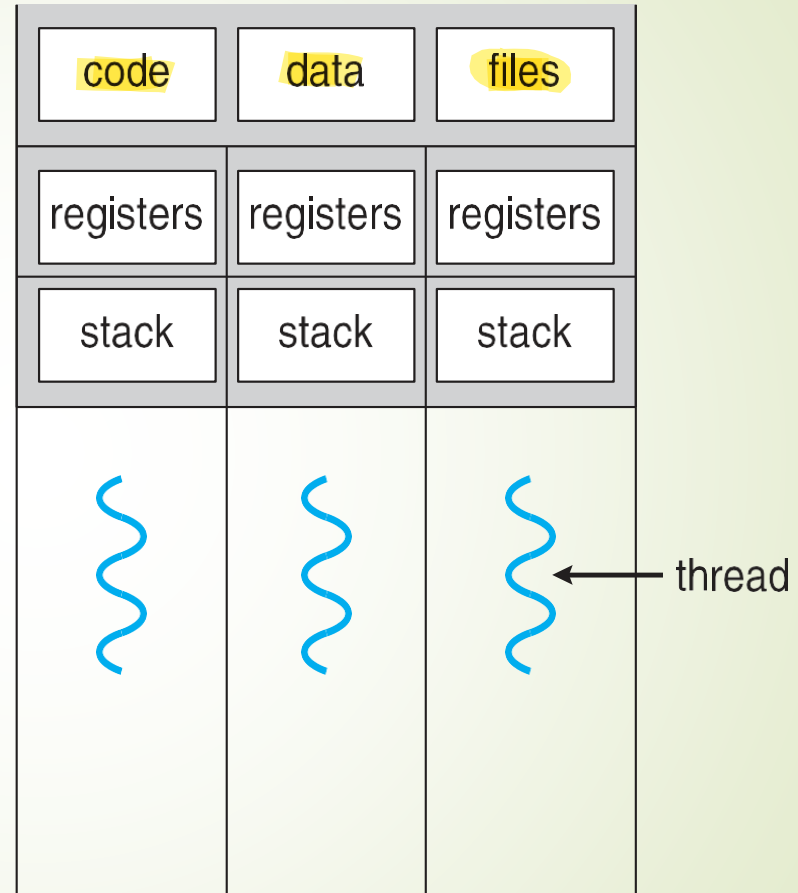 code data files
registers registers registers
stack stack stack
thread